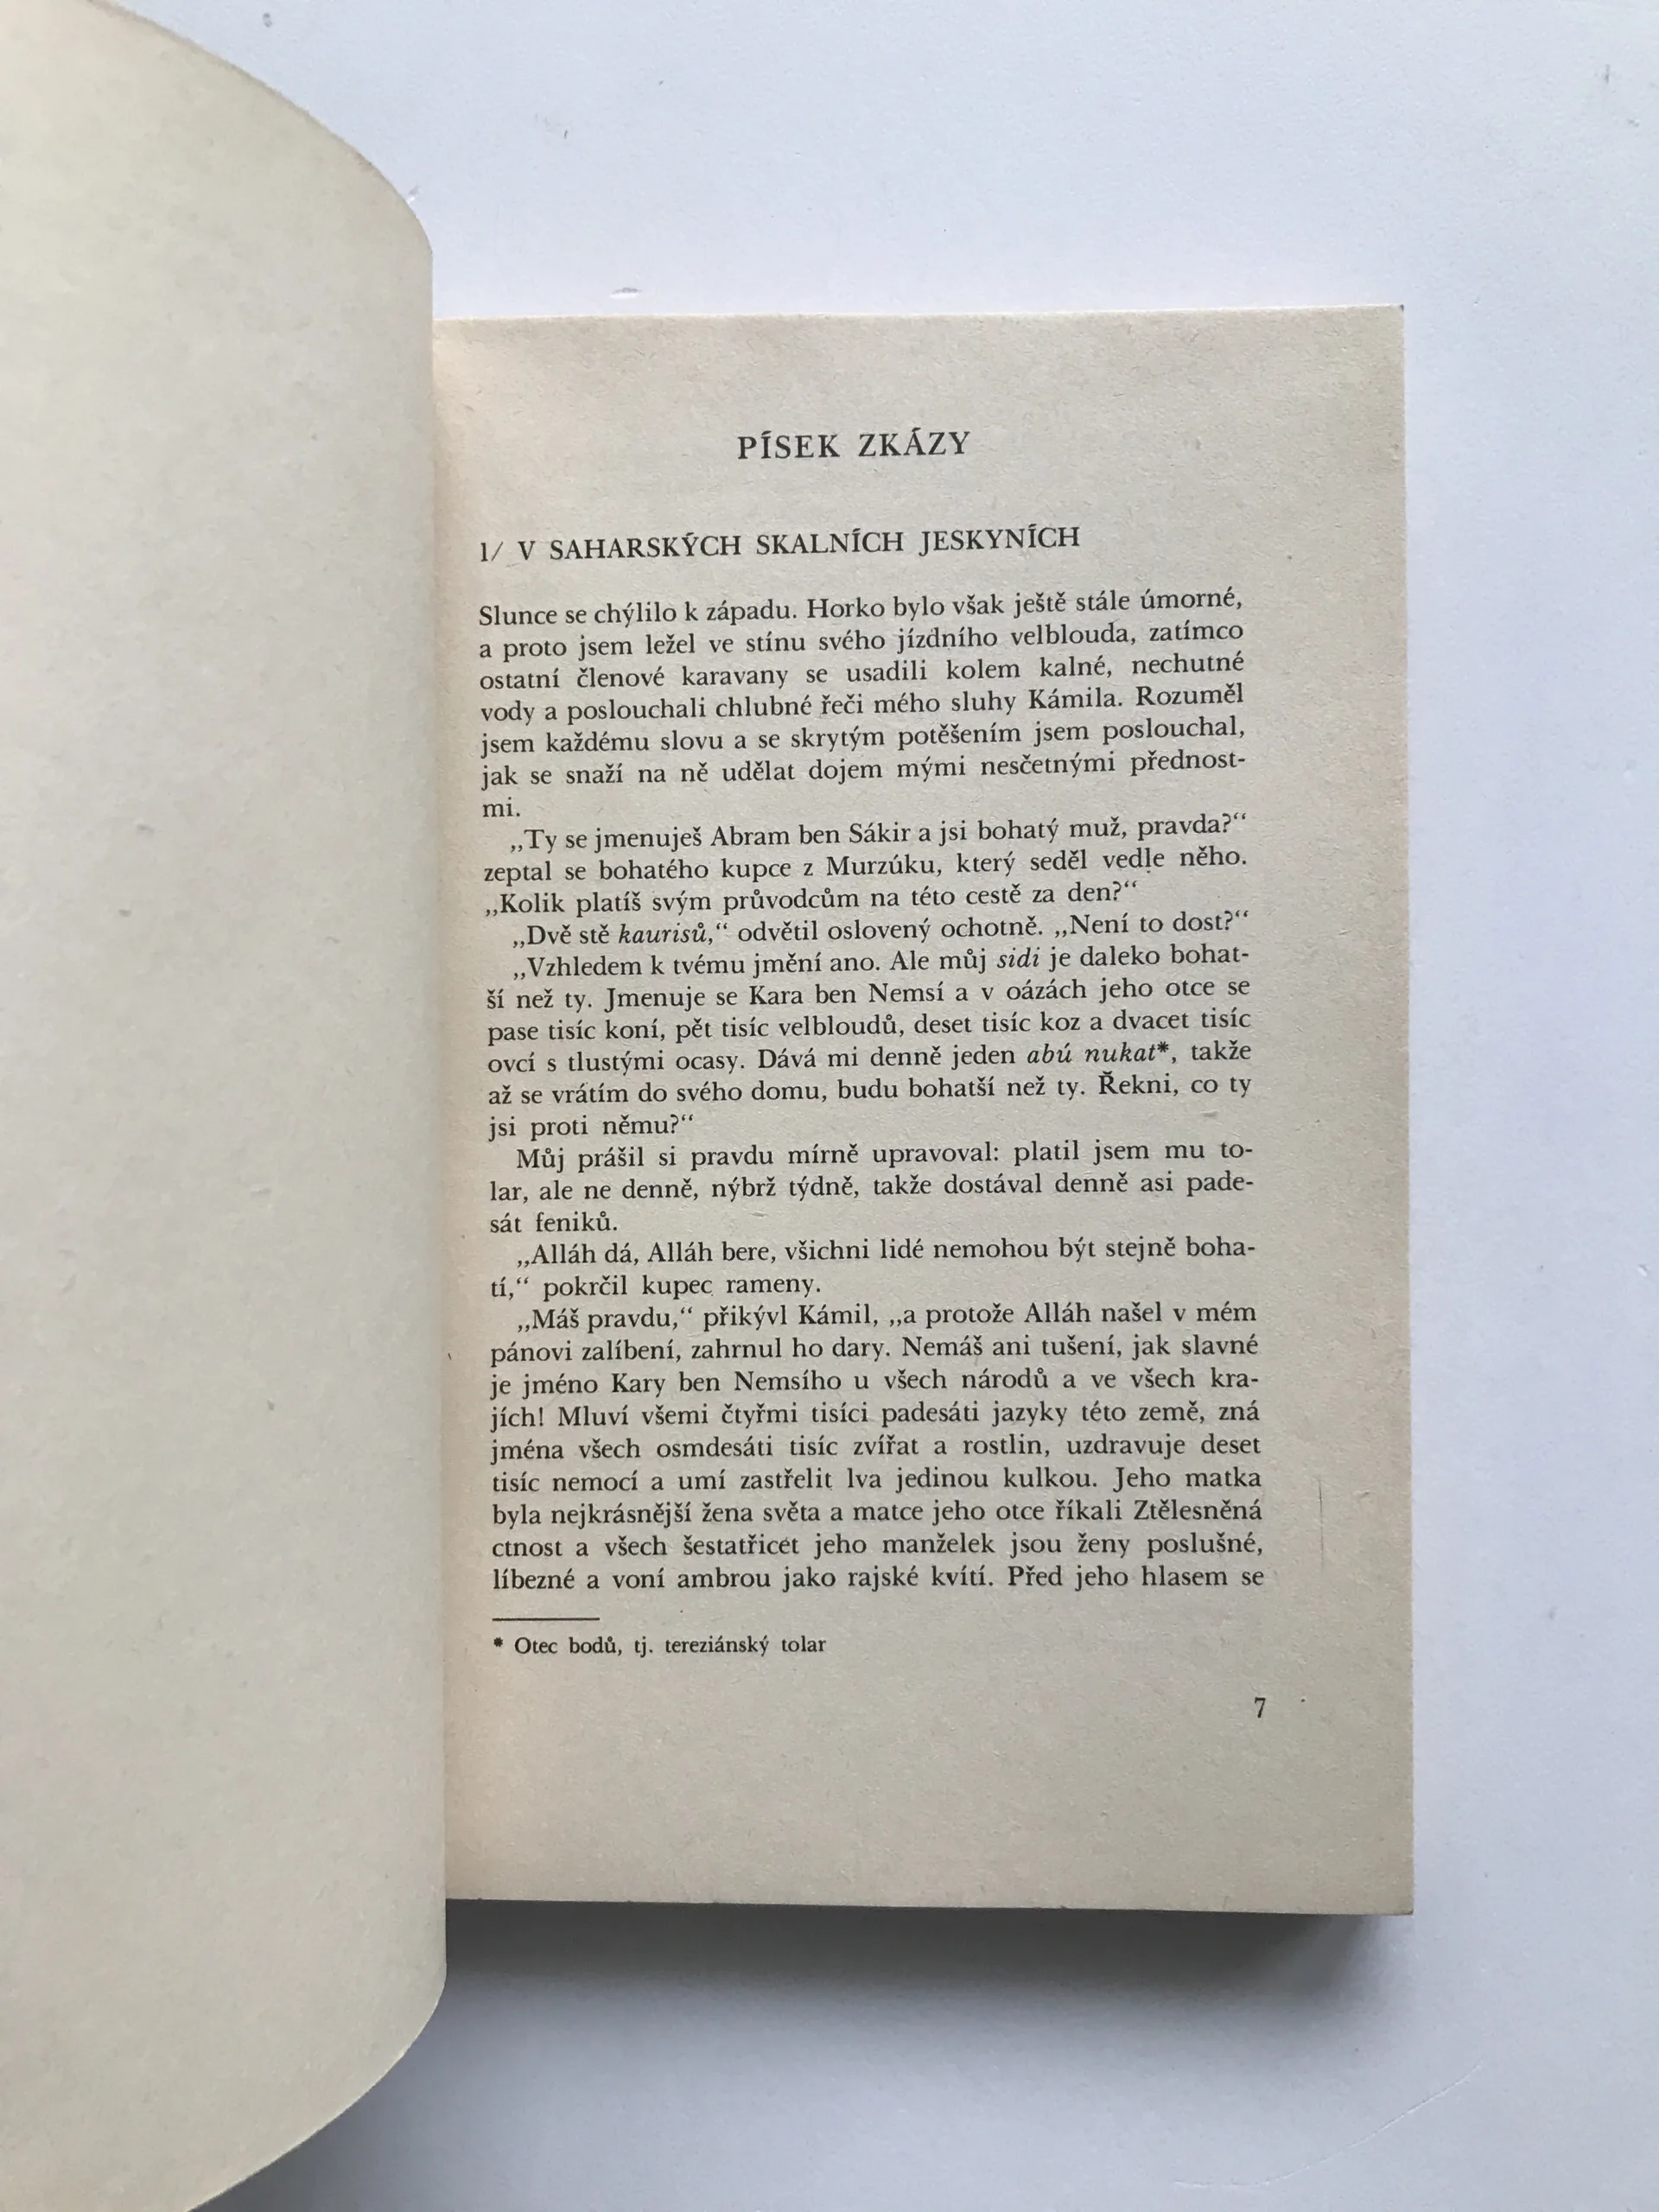 PÍSEK ZKÁZY
1/ V SAHARSKÝCH SKALNÍCH JESKYNÍCH
Slunce se chýlilo k západu. Horko bylo však ještě stále úmorné,
a proto jsem ležel ve stínu svého jízdního velblouda, zatímco
ostatní členové karavany se usadili kolem kalné, nechutné
vody a poslouchali chlubné řeči mého sluhy Kámila. Rozuměl
jsem každému slovu a se skrytým potěšením jsem poslouchal,
jak se snaží na ně udělat dojem mými nesčetnými přednost-
mi.
„Ty se jmenuješ Abram ben Sákir a jsi bohatý muž, pravda?“
zeptal se bohatého kupce z Murzúku, který seděl vedle něho.
„Kolik platíš svým průvodcům na této cestě za den?“
„Dvě stě kaurisů,“ odvětil oslovený ochotně. „Není to dost?“
„Vzhledem k tvému jmění ano. Ale můj sidi je daleko bohat-
ší než ty. Jmenuje se Kara ben Nemsí a v oázách jeho otce se
pase tisíc koní, pět tisíc velbloudů, deset tisíc koz a dvacet tisíc
ovcí s tlustými ocasy. Dává mi denně jeden abú nukat*, takže
až se vrátím do svého domu, budu bohatší než ty. Řekni, co ty
jsi proti němu?“
Můj prášil si pravdu mírně upravoval: platil jsem mu to-
lar, ale ne denně, nýbrž týdně, takže dostával denně asi pade-
sát feniků.
„Alláh dá, Alláh bere, všichni lidé nemohou být stejně boha-
tí,“ pokrčil kupec rameny.
„Máš pravdu,“ přikývl Kámil, „a protože Alláh našel v mém
pánovi zalíbení, zahrnul ho dary. Nemáš ani tušení, jak slavné
je jméno Kary ben Nemsího u všech národů a ve všech kra-
jích! Mluví všemi čtyřmi tisíci padesáti jazyky této země, zná
jména všech osmdesáti tisíc zvířat a rostlin, uzdravuje deset
tisíc nemocí a umí zastřelit lva jedinou kulkou. Jeho matka
byla nejkrásnější žena světa a matce jeho otce říkali Ztělesněná
ctnost a všech šestatřicet jeho manželek jsou ženy poslušné,
líbezné a voní ambrou jako rajské kvítí. Před jeho hlasem se
* Otec bodů, tj. tereziánský tolar
7